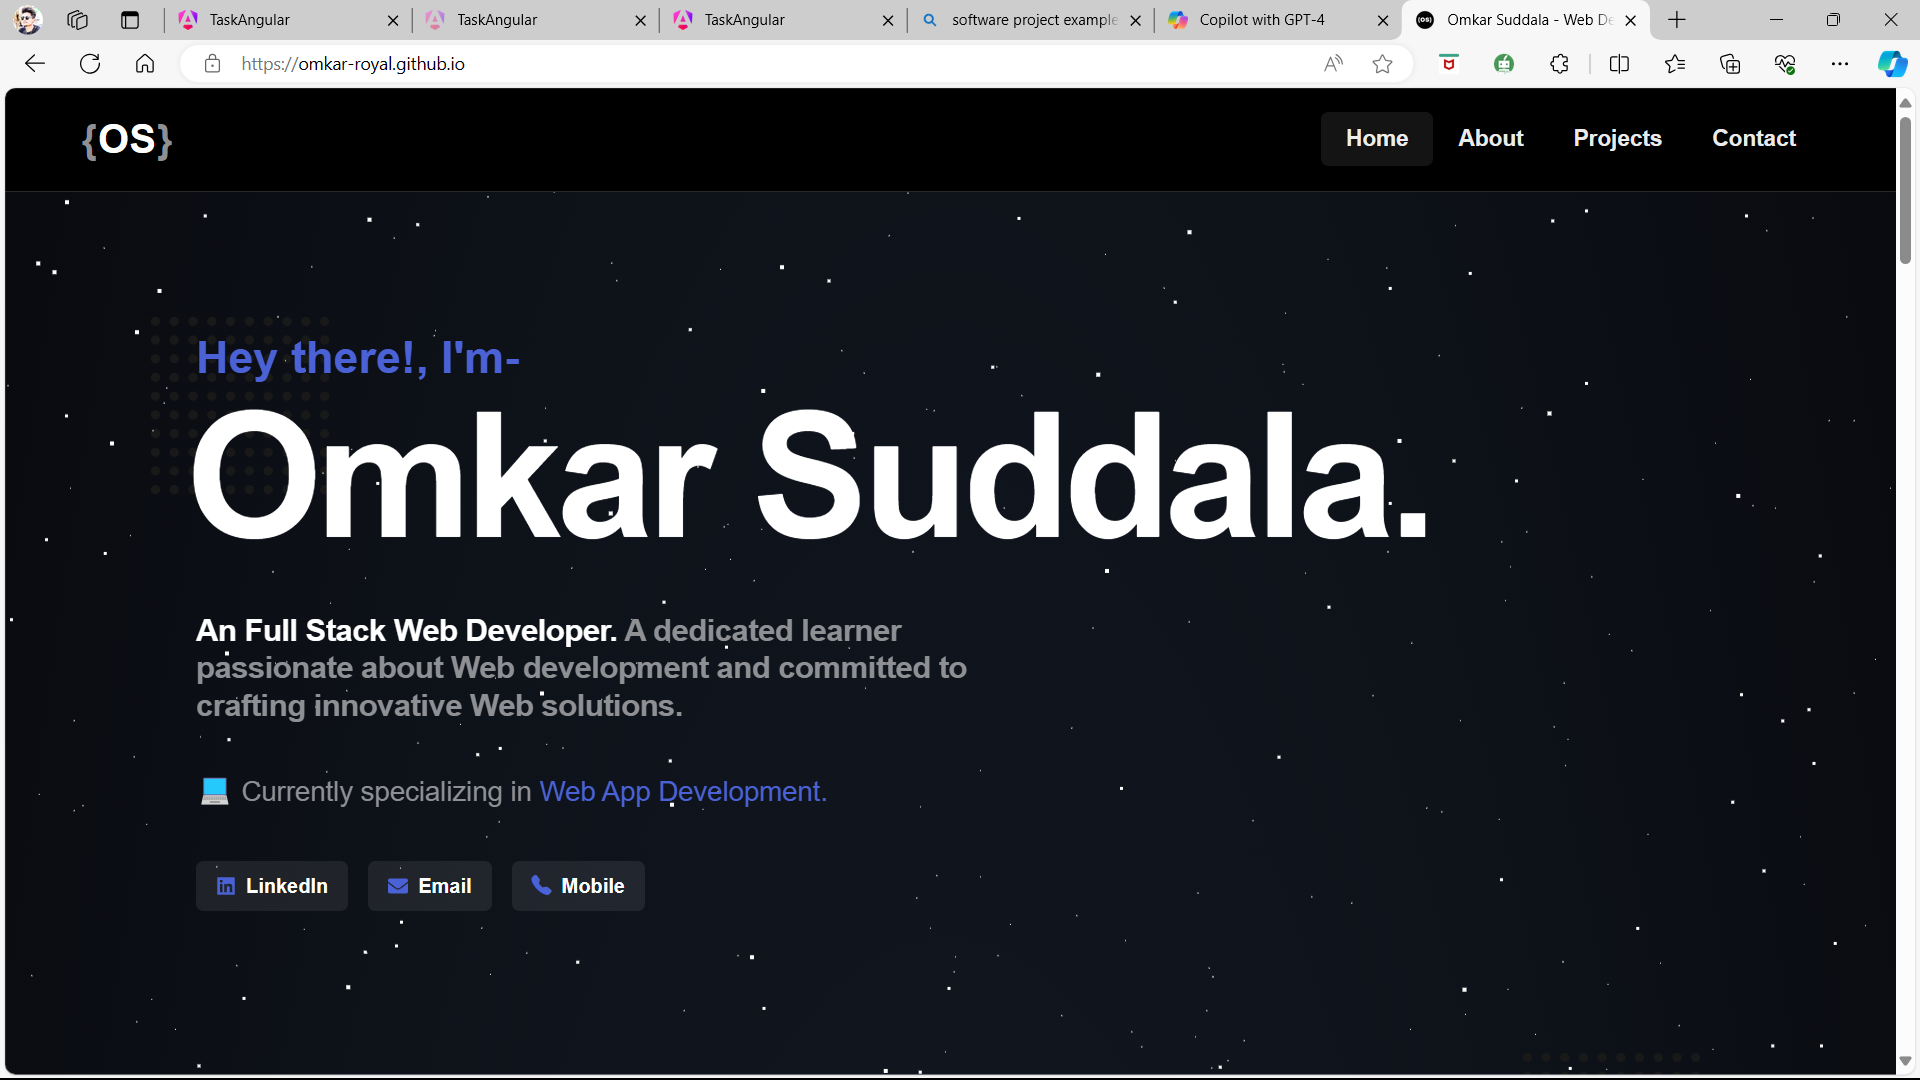 TaskAngular
TaskAngular
TaskAngular
software project example
Copilot with GPT-4
Omkar Suddala - Web De
https://omkar-royal.github.io
{OS}
Home
About
Projects
Contact
Hey there!, I'm-
Omkar Suddala.
An Full Stack Web Developer. A dedicated learner
passionate about Web development and committed to
crafting innovative Web solutions.
Currently specializing in Web App Development.
LinkedIn
Email
Mobile